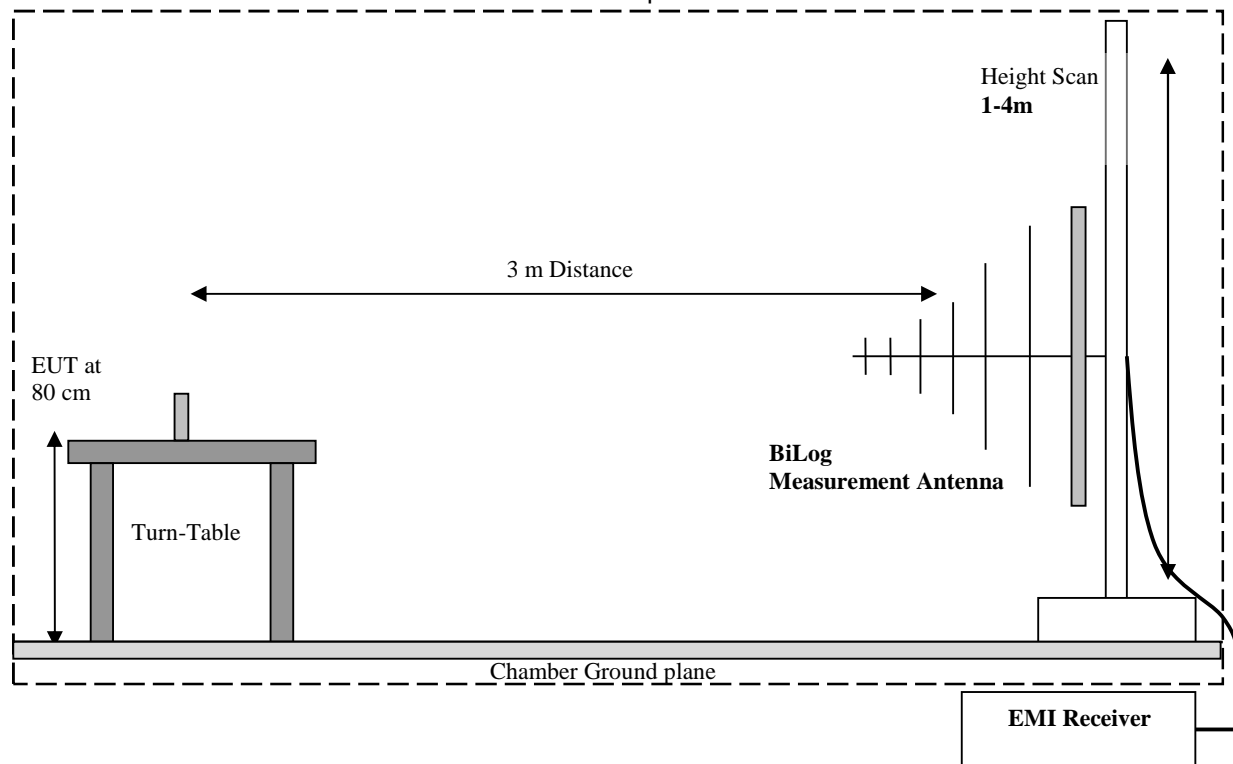 Height Scan
1-4m
3 m Distance
EUT at
80 cm
BiLog
Measurement Antenna
Turn-Table
Chamber Ground plane
EMI Receiver